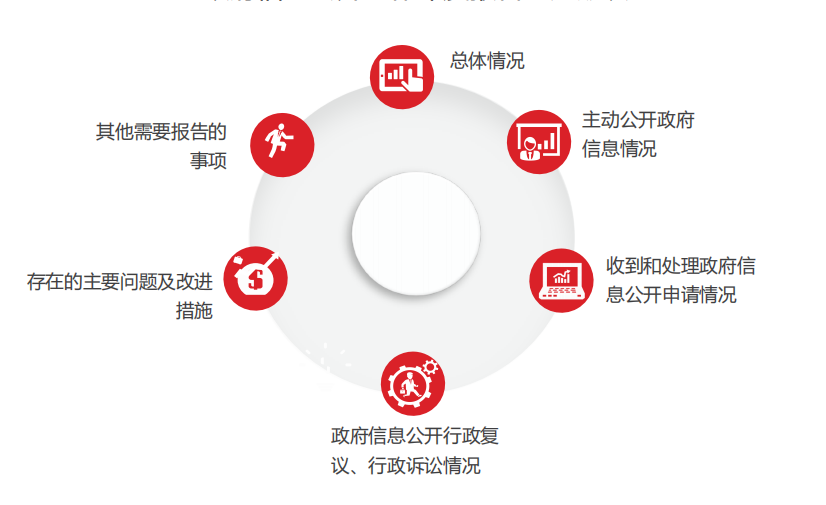 总体情况
主动公开政府
信息情况
收到和处理政府信
息公开申请情况
政府信息公开行政复
议、行政诉讼情况
存在的主要问题及改进
措施
其他需要报告的
事项